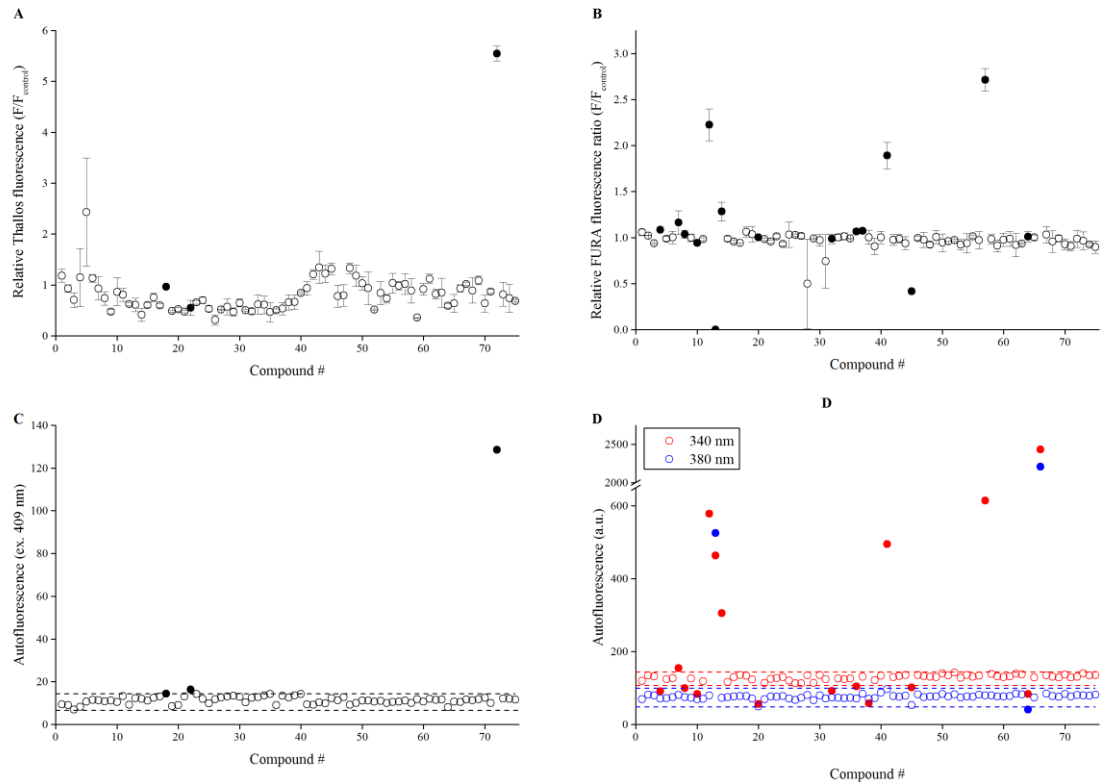 A
Relative Thallos fluorescence (F/Fcontrol)
6
5
4
3
2
1
0
0 10 20 30 40 50 60 70
Compound #
B
Relative FURA fluorescence ratio (F/Fcontrol)
3.0
2.5
2.0
1.5
1.0
0.5
0.0
0 10 20 30 40 50 60 70
Compound #
C
Autofluorescence (ex. 409 nm)
140
120
100
80
60
40
20
0
0 10 20 30 40 50 60 70
Compound #
D
D
340 nm
380 nm
Autofluorescence (a.u.)
2500
2000
600
400
200
0
0 10 20 30 40 50 60 70
Compound #